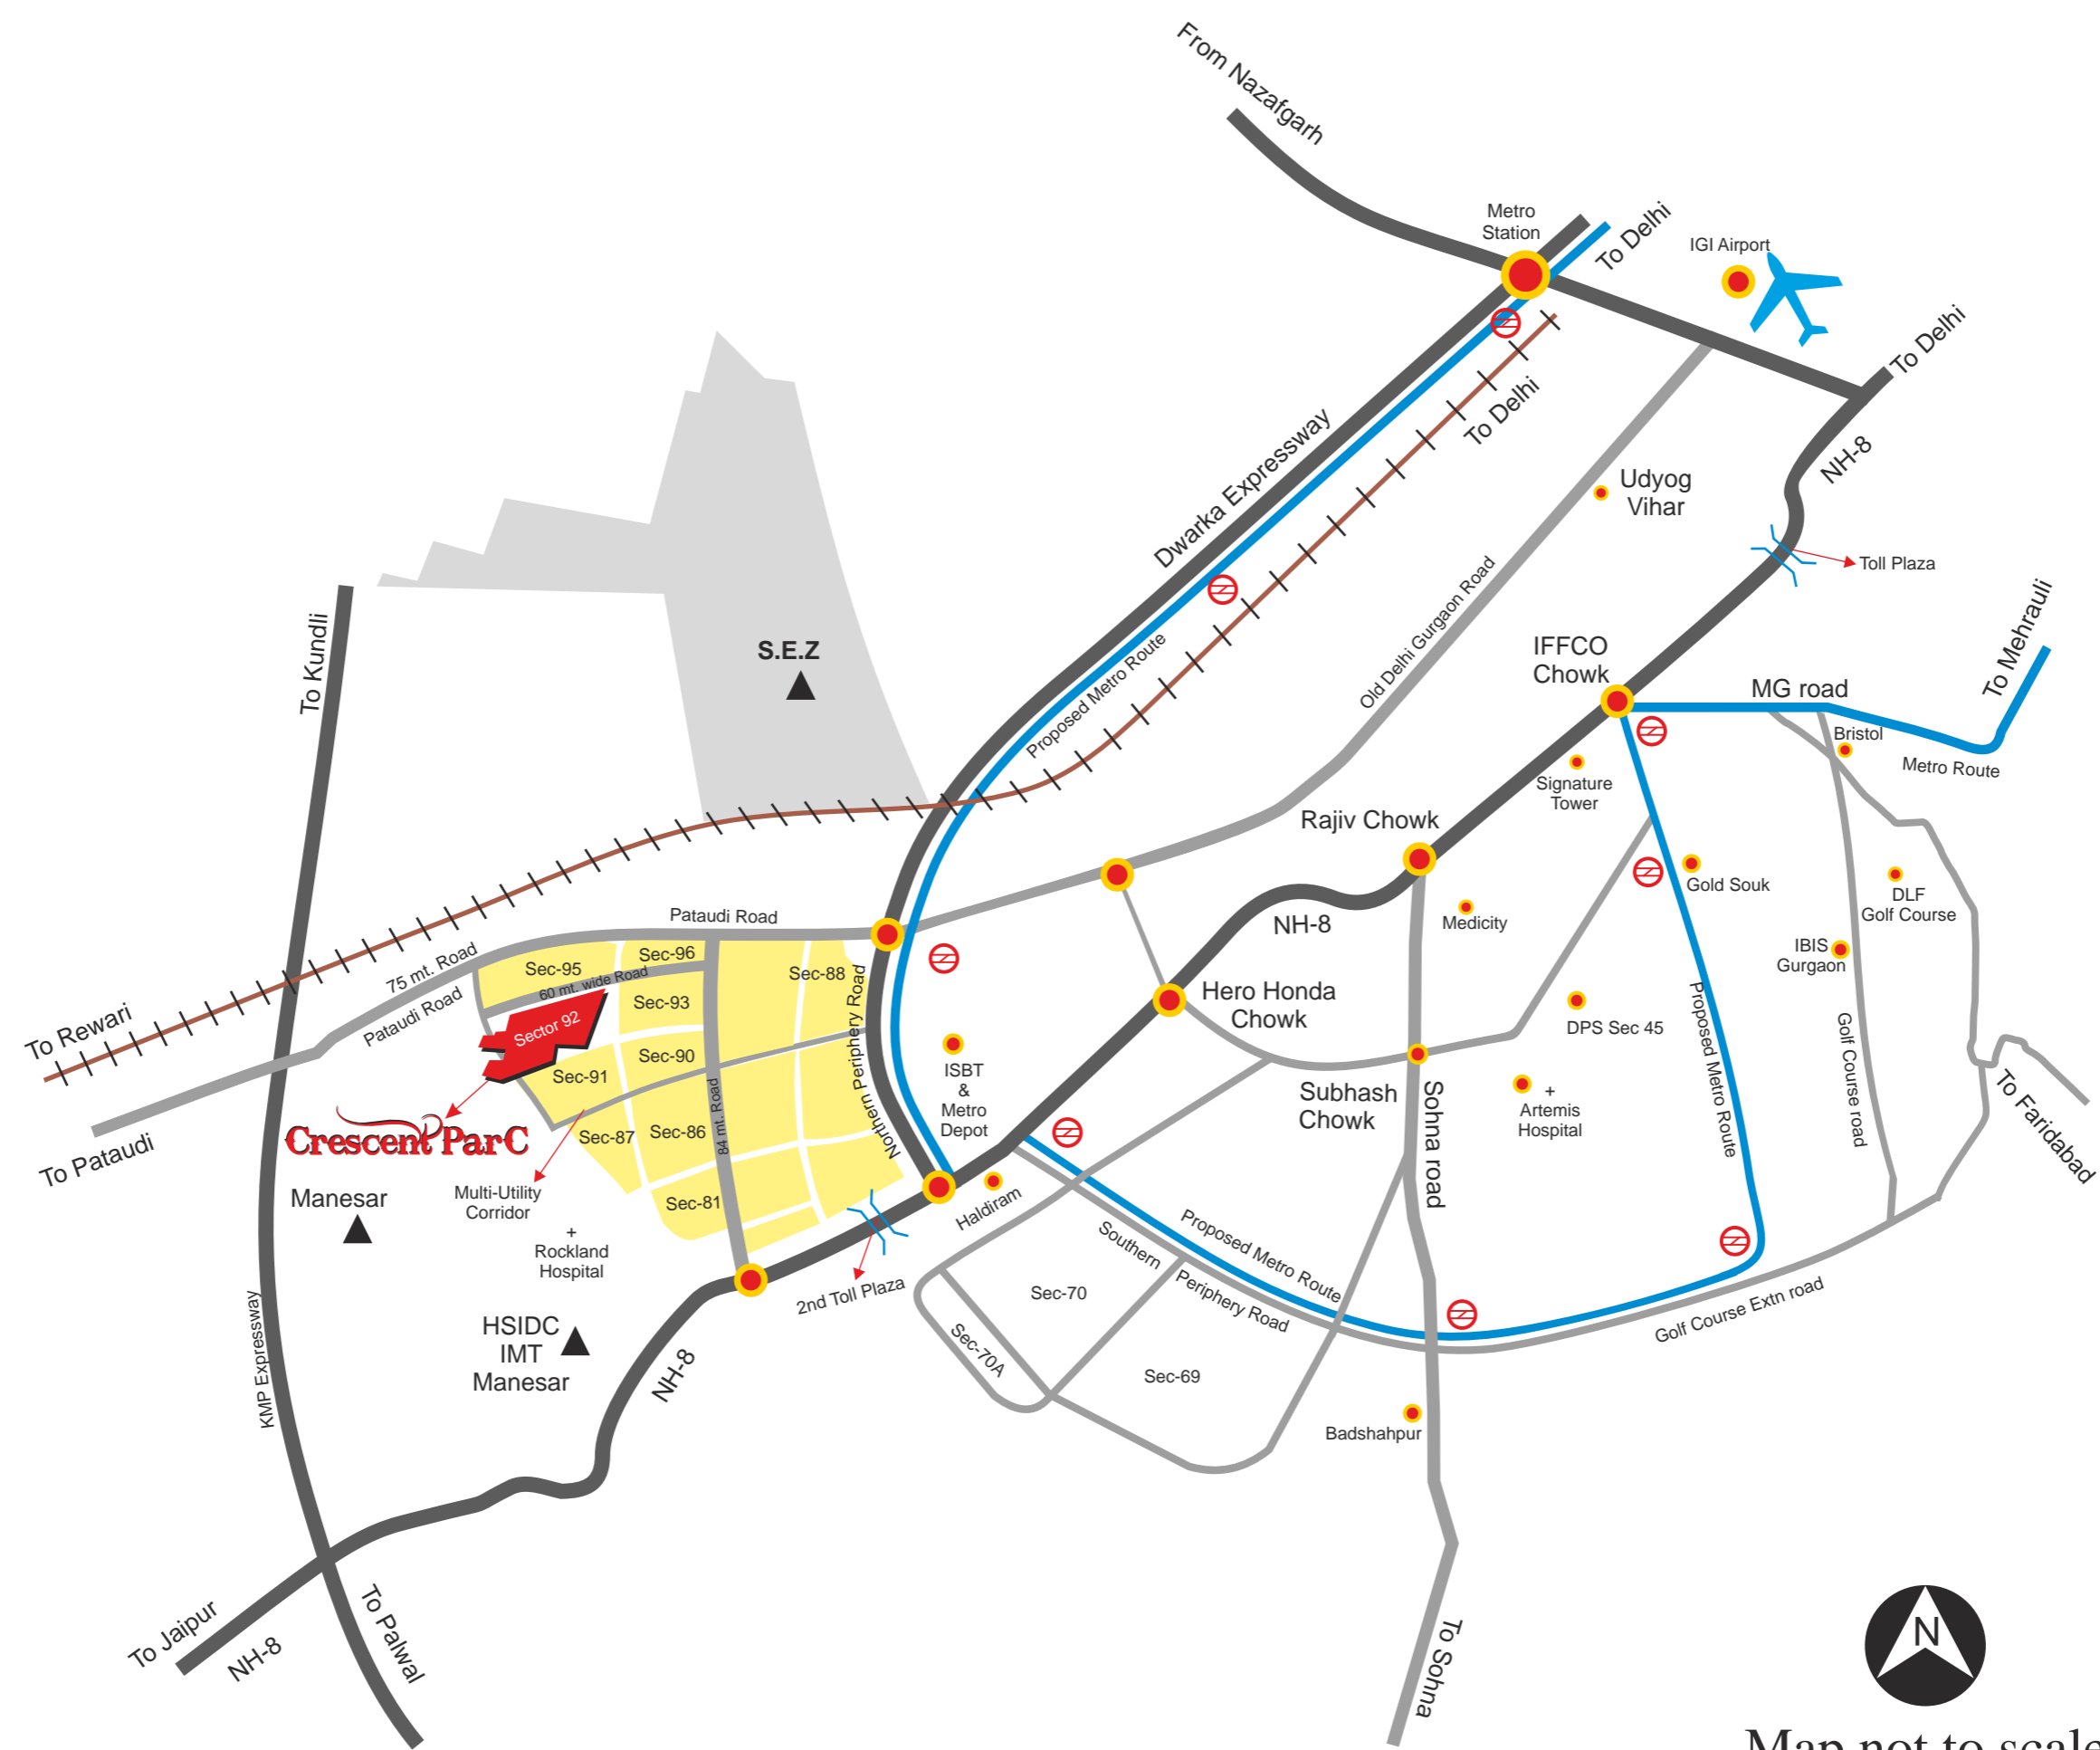 From Nazafgarh
Metro
Station
To Delhi
IGI Airport
To Delhi
NH-8
To Delhi
Dwarka Expressway
Udyog
Vihar
Toll Plaza
Old Delhi Gurgaon Road
To Kundli
S.E.Z
Proposed Metro Route
IFFCO
Chowk
MG road
To Mehrauli
Bristol
Metro Route
Signature
Tower
Rajiv Chowk
Gold Souk
DLF
Golf Course
Medicity
NH-8
IBIS
Gurgaon
Pataudi Road
75 mt. Road
Pataudi Road
Sec-95
Sec-96
60 mt. wide Road
Sec-88
Sec-93
Sector 92
Sec-90
Sec-91
Northern Periphery Road
Hero Honda
Chowk
DPS Sec 45
Proposed Metro Route
Golf Course road
To Rewari
ISBT
&
Metro
Depot
Subhash
Chowk
Sohna road
+
Artemis
Hospital
To Faridabad
Crescent ParC
Sec-87
Sec-86
84 mt. Road
To Pataudi
Manesar
Multi-Utility
Corridor
Sec-81
Haldiram
+
Rockland
Hospital
Southern
Periphery Road
Proposed Metro Route
2nd Toll Plaza
Sec-70
Sec-70A
Sec-69
Golf Course Extn road
KMP Expressway
HSIDC
IMT
Manesar
NH-8
Badshahpur
To Jaipur
NH-8
To Palwal
To Sohna
N
Map not to scale